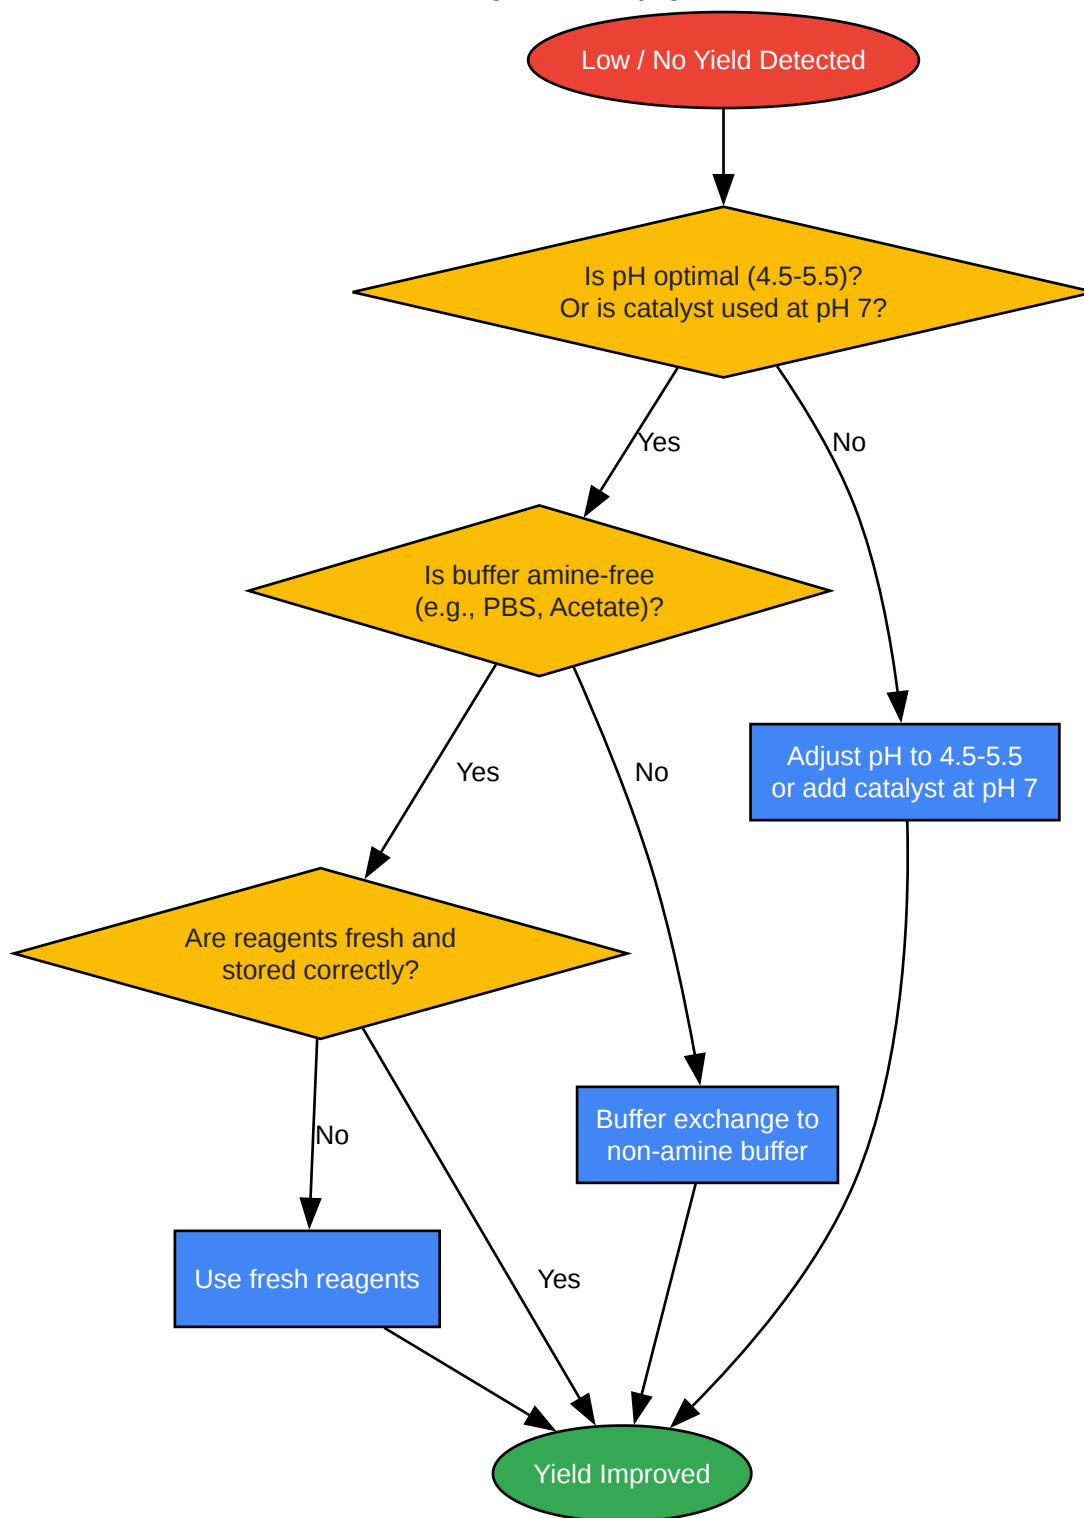 Low / No Yield Detected
Is pH optimal (4.5-5.5)?
Or is catalyst used at pH 7?
Yes
No
Is buffer amine-free
(e.g., PBS, Acetate)?
Adjust pH to 4.5-5.5
or add catalyst at pH 7
Yes
No
Are reagents fresh and
stored correctly?
Buffer exchange to
non-amine buffer
No
Use fresh reagents
Yes
Yield Improved